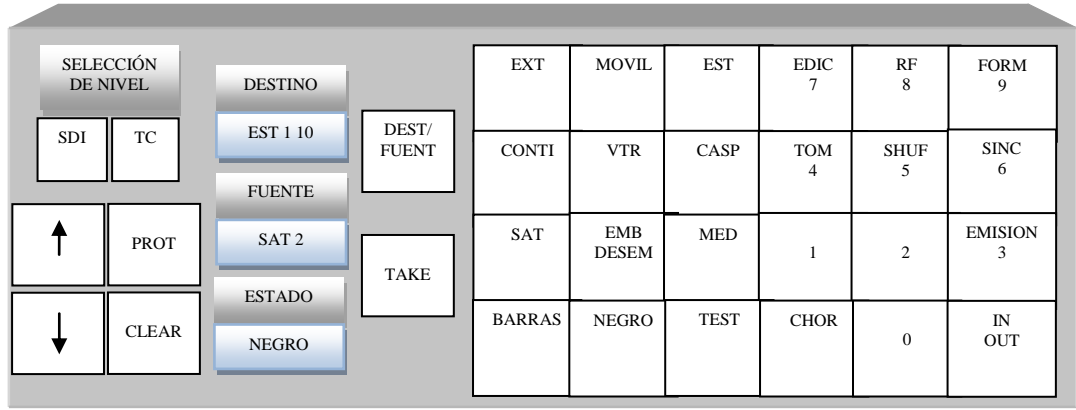 SELECCIÓN
DE NIVEL
SDI
TC
PROT
CLEAR
DESTINO
EST 1 10
FUENTE
SAT 2
ESTADO
NEGRO
DEST/
FUENT
TAKE
EXT
MOVIL
EST
EDIC
7
RF
8
FORM
9
CONTI
VTR
CASP
TOM
4
SHUF
5
SINC
6
SAT
EMB
DESEM
MED
1
2
EMISION
3
BARRAS
NEGRO
TEST
CHOR
0
IN
OUT